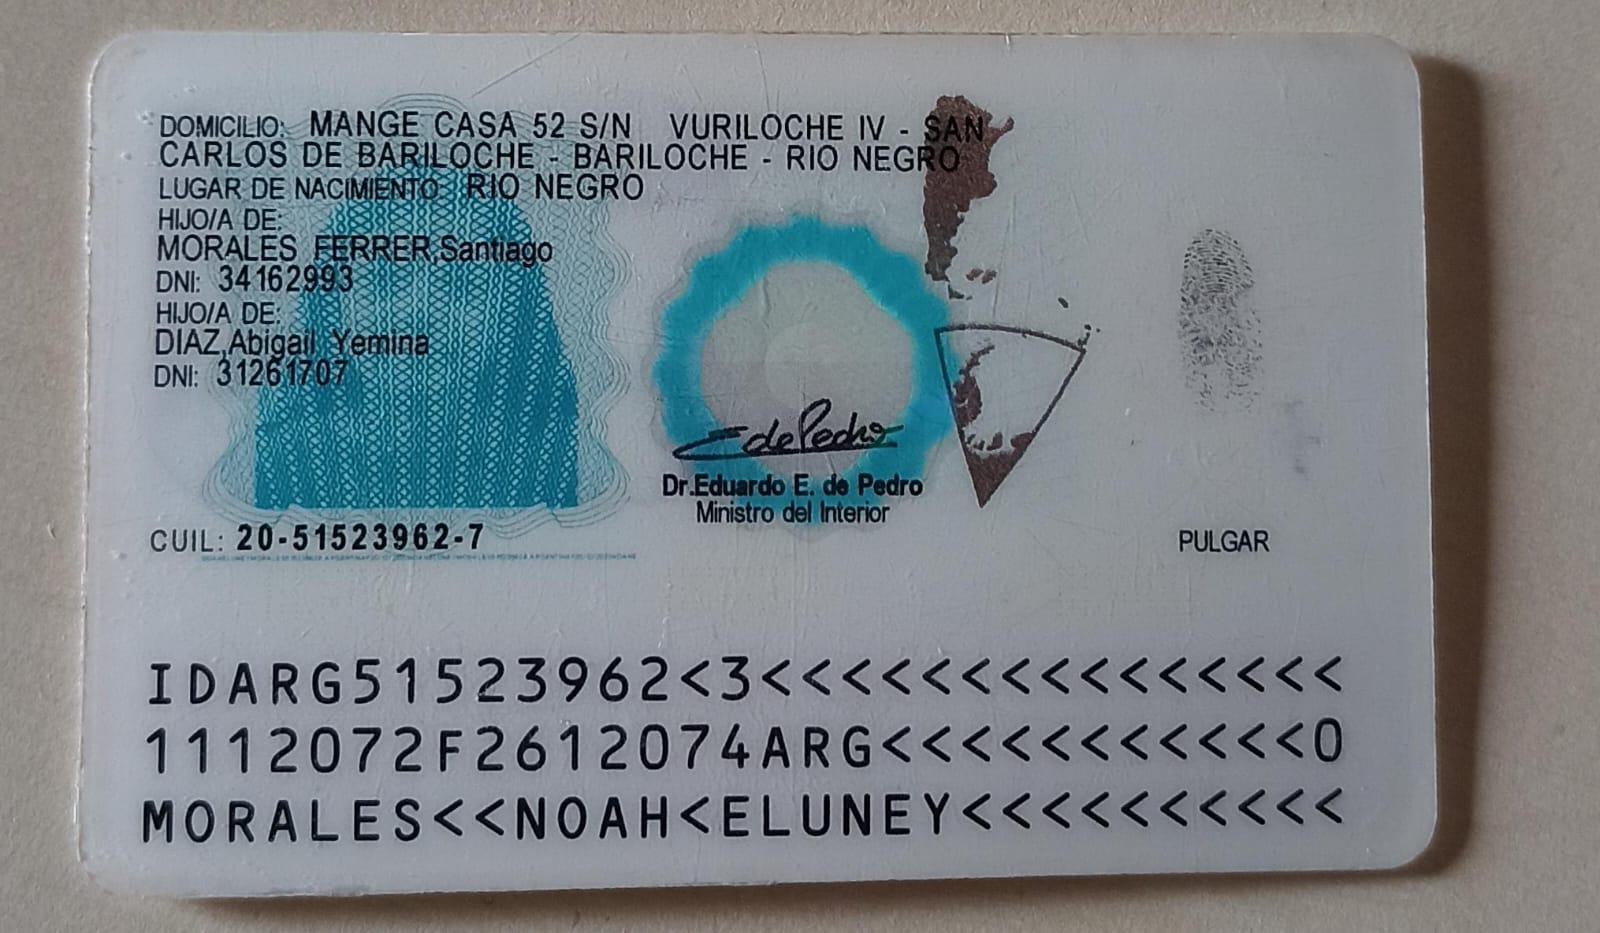 DOMICILIO: MANGE CASA 52 S/N VURILOCHE IV - SAN
CARLOS DE BARILOCHE - BARILOCHE - RIO NEGRO
LUGAR DE NACIMIENTO: RIO NEGRO
HIJO/A DE:
MORALES FERRER,Santiago
DNI: 34162993
HIJO/A DE:
DIAZ,Abigail Yemina
DNI: 31261707
EdePedro
Dr.Eduardo E. de Pedro
Ministro del Interior
CUIL: 20-51523962-7
PULGAR
IDARG51523962<3<<<<<<<<<<<<<<<
1112072F2612074ARG<<<<<<<<<<<0
MORALES<<NOAH<ELUNEY<<<<<<<<<<